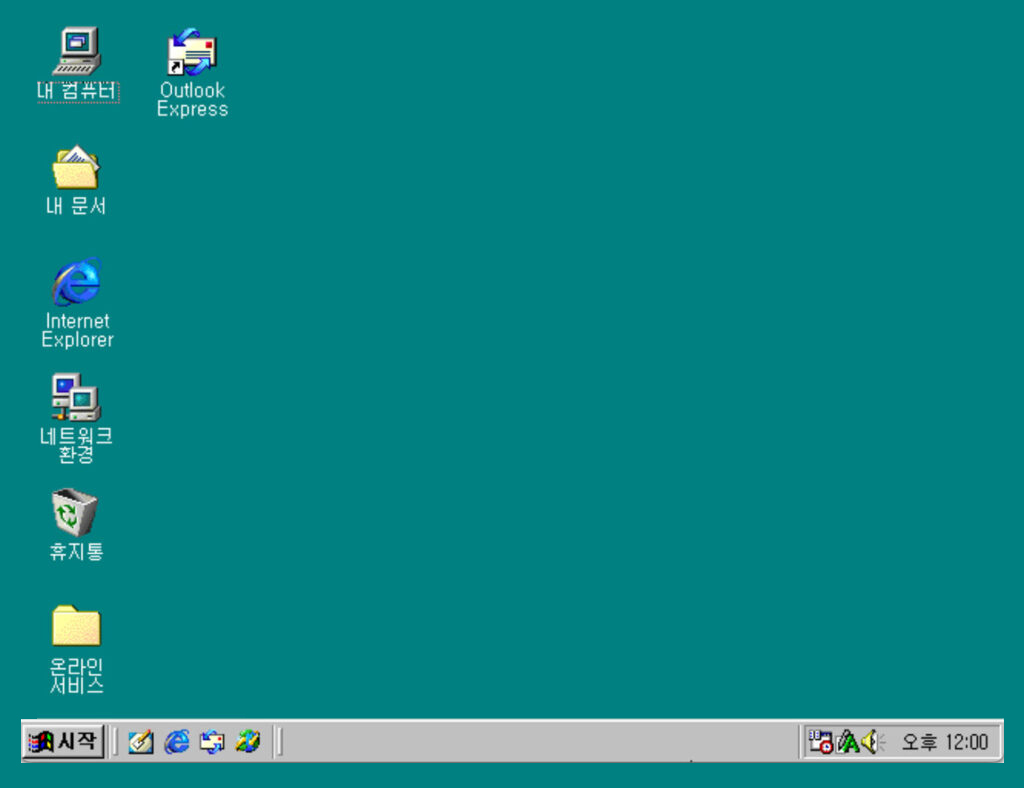 내 컴퓨터
Outlook
Express
내 문서
Internet
Explorer
네트워크
환경
휴지통
온라인
서비스
시작
오후 12:00